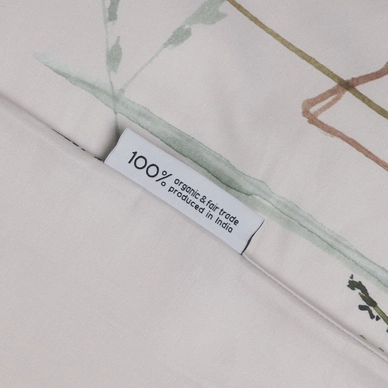 100% organic & fair trade
produced in India